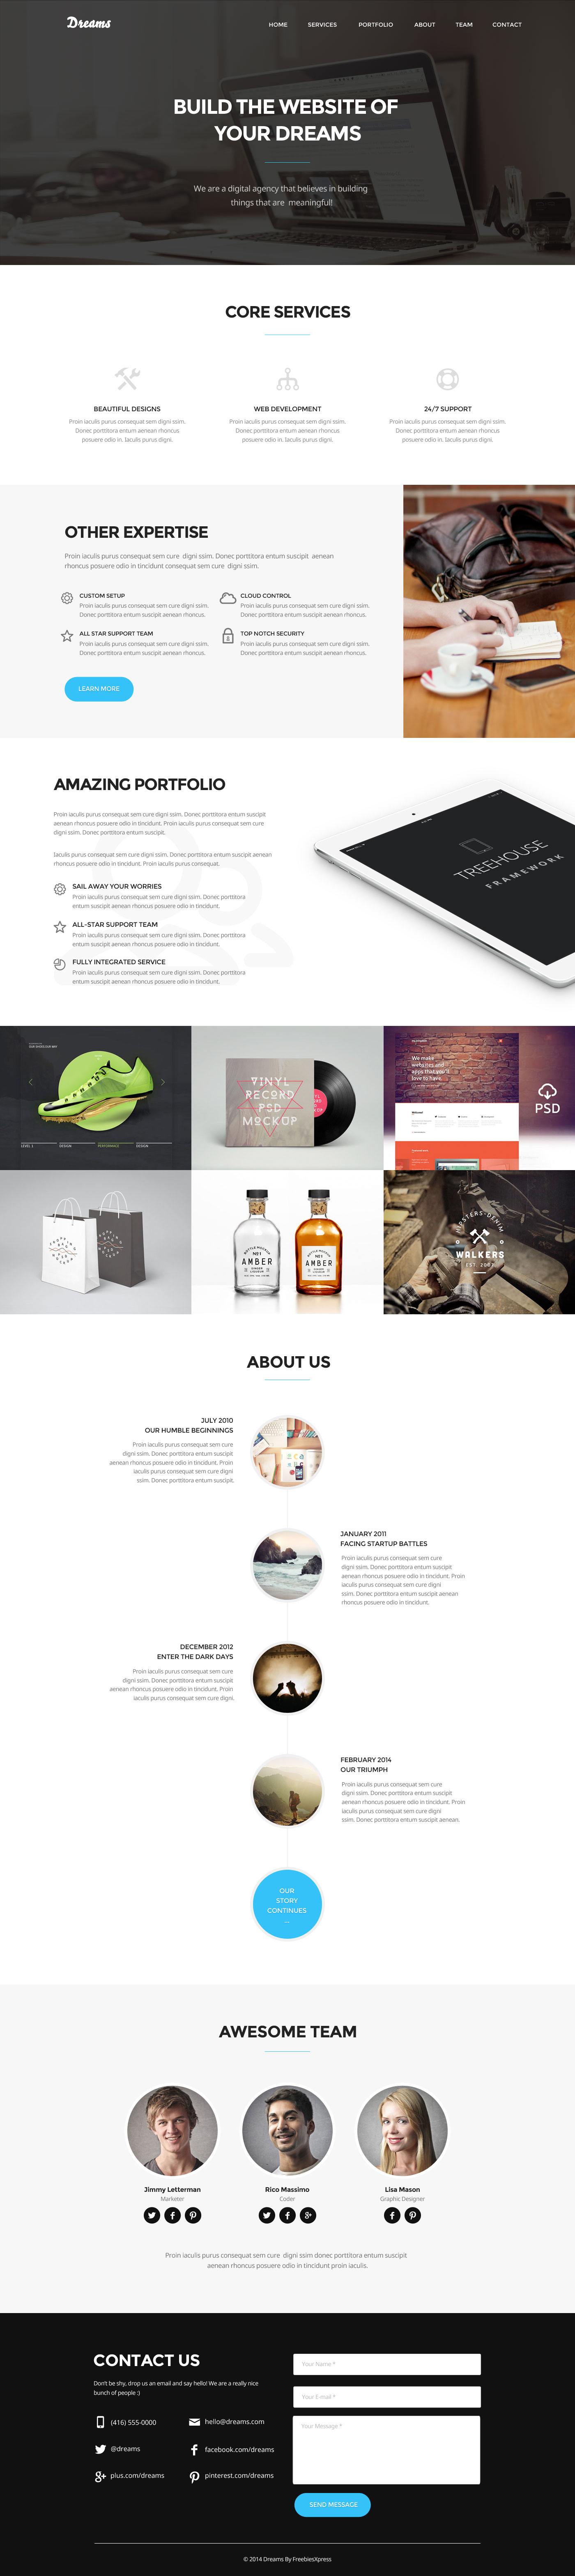 Dreams
HOME SERVICES PORTFOLIO ABOUT TEAM CONTACT
BUILD THE WEBSITE OF
YOUR DREAMS
We are a digital agency that believes in building
things that are meaningful!
CORE SERVICES
BEAUTIFUL DESIGNS
Proin iaculis purus consequat sem digni ssim.
Donec porttitora entum aenean rhoncus
posuere odio in. Iaculis purus digni.
WEB DEVELOPMENT
Proin iaculis purus consequat sem digni ssim.
Donec porttitora entum aenean rhoncus
posuere odio in. Iaculis purus digni.
24/7 SUPPORT
Proin iaculis purus consequat sem digni ssim.
Donec porttitora entum aenean rhoncus
posuere odio in. Iaculis purus digni.
OTHER EXPERTISE
Proin iaculis purus consequat sem cure digni ssim. Donec porttitora entum suscipit aenean
rhoncus posuere odio in tincidunt consequat sem cure digni ssim.
CUSTOM SETUP
Proin iaculis purus consequat sem cure digni ssim.
Donec porttitora entum suscipit aenean rhoncus.
CLOUD CONTROL
Proin iaculis purus consequat sem cure digni ssim.
Donec porttitora entum suscipit aenean rhoncus.
ALL STAR SUPPORT TEAM
Proin iaculis purus consequat sem cure digni ssim.
Donec porttitora entum suscipit aenean rhoncus.
TOP NOTCH SECURITY
Proin iaculis purus consequat sem cure digni ssim.
Donec porttitora entum suscipit aenean rhoncus.
LEARN MORE
AMAZING PORTFOLIO
Proin iaculis purus consequat sem cure digni ssim. Donec porttitora entum suscipit
aenean rhoncus posuere odio in tincidunt. Proin iaculis purus consequat sem cure
digni ssim. Donec porttitora entum suscipit.
Iaculis purus consequat sem cure digni ssim. Donec porttitora entum suscipit aenean
rhoncus posuere odio in tincidunt. Proin iaculis purus consequat.
SAIL AWAY YOUR WORRIES
Proin iaculis purus consequat sem cure digni ssim. Donec porttitora
entum suscipit aenean rhoncus posuere odio in tincidunt.
ALL-STAR SUPPORT TEAM
Proin iaculis purus consequat sem cure digni ssim. Donec porttitora
entum suscipit aenean rhoncus posuere odio in tincidunt.
FULLY INTEGRATED SERVICE
Proin iaculis purus consequat sem cure digni ssim. Donec porttitora
entum suscipit aenean rhoncus posuere odio in tincidunt.
TREEHOUSE
FRAMEWORK
LEVEL 1 DESIGN PERFORMANCE DESIGN
VINYL
RECORD
PSD
MOCKUP
We make
websites and
apps that you'll
love to have.
PSD
AMBER
AMBER
HIPSTERS-DENIM
WALKERS
ABOUT US
JULY 2010
OUR HUMBLE BEGINNINGS
Proin iaculis purus consequat sem cure
digni ssim. Donec porttitora entum suscipit
aenean rhoncus posuere odio in tincidunt. Proin
iaculis purus consequat sem cure digni
ssim. Donec porttitora entum suscipit.
JANUARY 2011
FACING STARTUP BATTLES
Proin iaculis purus consequat sem cure
digni ssim. Donec porttitora entum suscipit
aenean rhoncus posuere odio in tincidunt. Proin
iaculis purus consequat sem cure digni
ssim. Donec porttitora entum suscipit aenean
rhoncus posuere odio in tincidunt.
DECEMBER 2012
ENTER THE DARK DAYS
Proin iaculis purus consequat sem cure
digni ssim. Donec porttitora entum suscipit
aenean rhoncus posuere odio in tincidunt. Proin
iaculis purus consequat sem cure digni.
FEBRUARY 2014
OUR TRIUMPH
Proin iaculis purus consequat sem cure
digni ssim. Donec porttitora entum suscipit
aenean rhoncus posuere odio in tincidunt. Proin
iaculis purus consequat sem cure digni
ssim. Donec porttitora entum suscipit aenean.
OUR
STORY
CONTINUES
...
AWESOME TEAM
Jimmy Letterman
Marketer
Rico Massimo
Coder
Lisa Mason
Graphic Designer
Proin iaculis purus consequat sem cure digni ssim donec porttitora entum suscipit
aenean rhoncus posuere odio in tincidunt proin iaculis.
CONTACT US
Don't be shy, drop us an email and say hello! We are a really nice
bunch of people :)
(416) 555-0000
hello@dreams.com
@dreams
facebook.com/dreams
plus.com/dreams
pinterest.com/dreams
Your Name *
Your E-mail *
Your Message *
SEND MESSAGE
© 2014 Dreams By FreebiesXpress